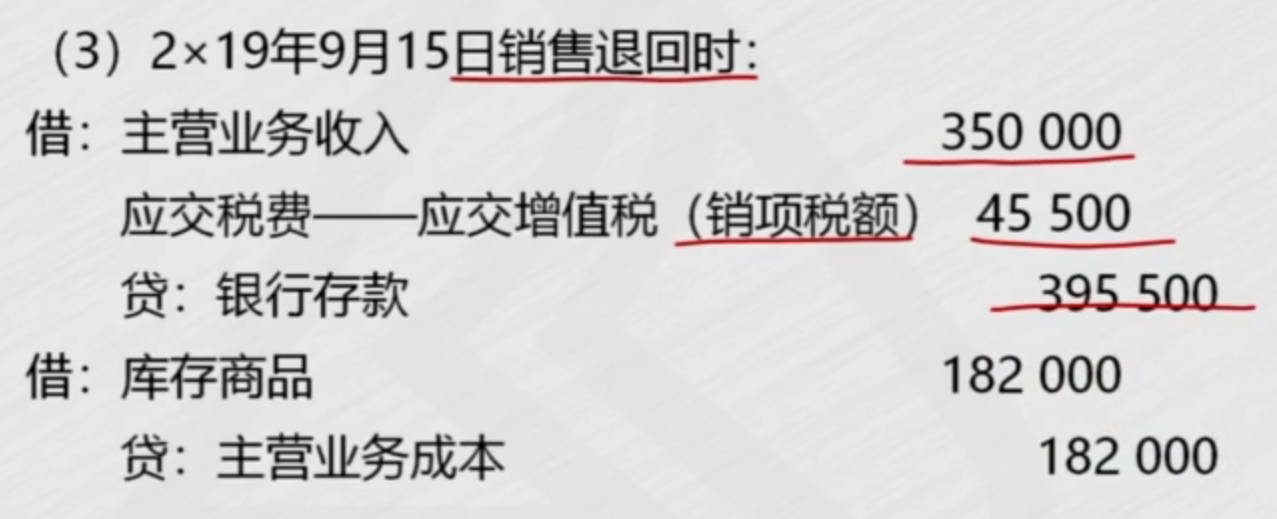 （3）2×19年9月15日销售退回时：
借：主营业务收入 350 000
应交税费——应交增值税（销项税额） 45 500
贷：银行存款 395 500
借：库存商品 182 000
贷：主营业务成本 182 000